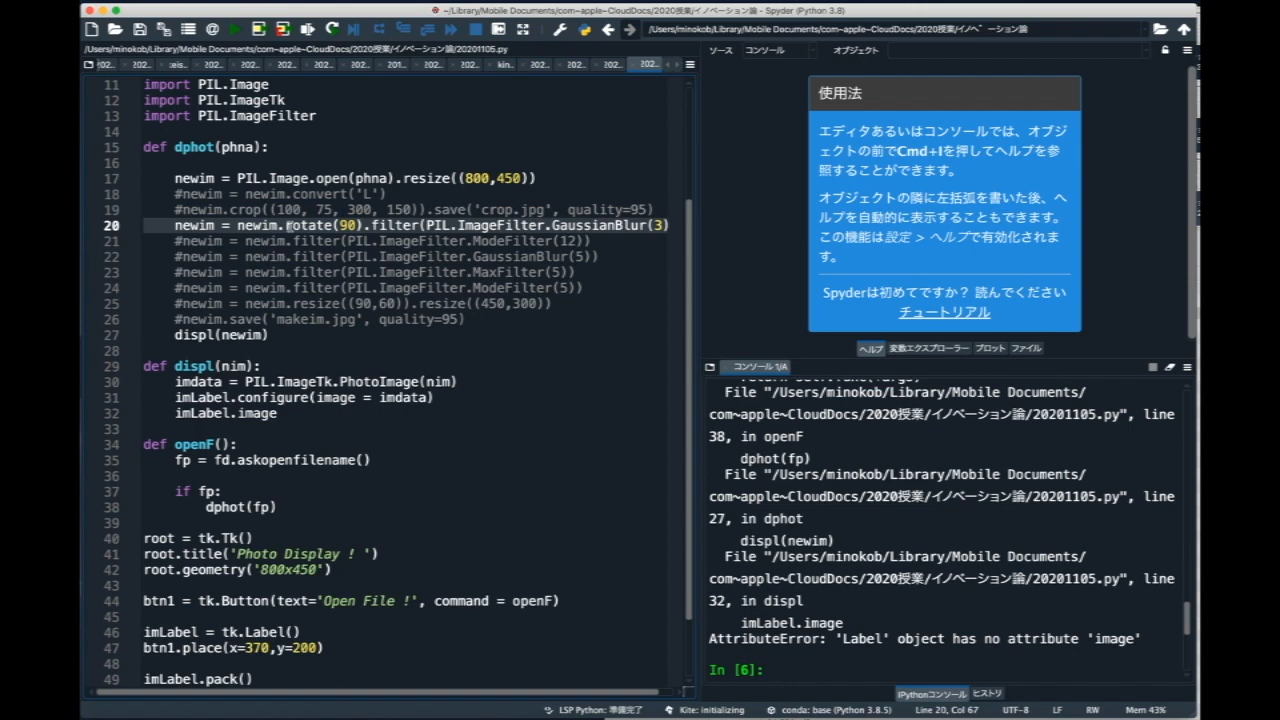 ~/Library/Mobile Documents/com~apple~CloudDocs/2020授業/イノベーション論 - Spyder (Python 3.8)
/Users/minokob/Library/Mobile Documents/com~apple~CloudDocs/2020授業/イノベーション論
/Users/minokob/Library/Mobile Documents/com~apple~CloudDocs/2020授業/イノベーション論/20201105.py
ソース コンソール オブジェクト
202.. 202.. 202.. 202.. 202.. 202.. 201.. 202.. 202.. kin.. 202.. 202.. 202.. 202..
11 import PIL.Image
12 import PIL.ImageTk
13 import PIL.ImageFilter
14
15 def dphot(phna):
16
17 newim = PIL.Image.open(phna).resize((800,450))
18 #newim = newim.convert('L')
19 #newim.crop((100, 75, 300, 150)).save('crop.jpg', quality=95)
20 newim = newim.rotate(90).filter(PIL.ImageFilter.GaussianBlur(3)
21 #newim = newim.filter(PIL.ImageFilter.ModeFilter(12))
22 #newim = newim.filter(PIL.ImageFilter.GaussianBlur(5))
23 #newim = newim.filter(PIL.ImageFilter.MaxFilter(5))
24 #newim = newim.filter(PIL.ImageFilter.ModeFilter(5))
25 #newim = newim.resize((90,60)).resize((450,300))
26 #newim.save('makeim.jpg', quality=95)
27 displ(newim)
28
29 def displ(nim):
30 imdata = PIL.ImageTk.PhotoImage(nim)
31 imLabel.configure(image = imdata)
32 imLabel.image
33
34 def openF():
35 fp = fd.askopenfilename()
36
37 if fp:
38 dphot(fp)
39
40 root = tk.Tk()
41 root.title('Photo Display ! ')
42 root.geometry('800x450')
43
44 btn1 = tk.Button(text='Open File !', command = openF)
45
46 imLabel = tk.Label()
47 btn1.place(x=370,y=200)
48
49 imLabel.pack()
使用法
エディタあるいはコンソールでは、オブジ
ェクトの前でCmd+Iを押してヘルプを参
照することができます。
オブジェクトの隣に左括弧を書いた後、ヘ
ルプを自動的に表示することもできます。
この機能は設定 > ヘルプで有効化されま
す。
Spyderは初めてですか？ 読んでください
チュートリアル
ヘルプ 変数エクスプローラー プロット ファイル
コンソール 1/A
File "/Users/minokob/Library/Mobile Documents/
com~apple~CloudDocs/2020授業/イノベーション論/20201105.py", line
38, in openF
dphot(fp)
File "/Users/minokob/Library/Mobile Documents/
com~apple~CloudDocs/2020授業/イノベーション論/20201105.py", line
27, in dphot
displ(newim)
File "/Users/minokob/Library/Mobile Documents/
com~apple~CloudDocs/2020授業/イノベーション論/20201105.py", line
32, in displ
imLabel.image
AttributeError: 'Label' object has no attribute 'image'
In [6]:
IPythonコンソール ヒストリ
LSP Python: 準備完了 Kite: initializing conda: base (Python 3.8.5) Line 20, Col 67 UTF-8 LF RW Mem 43%